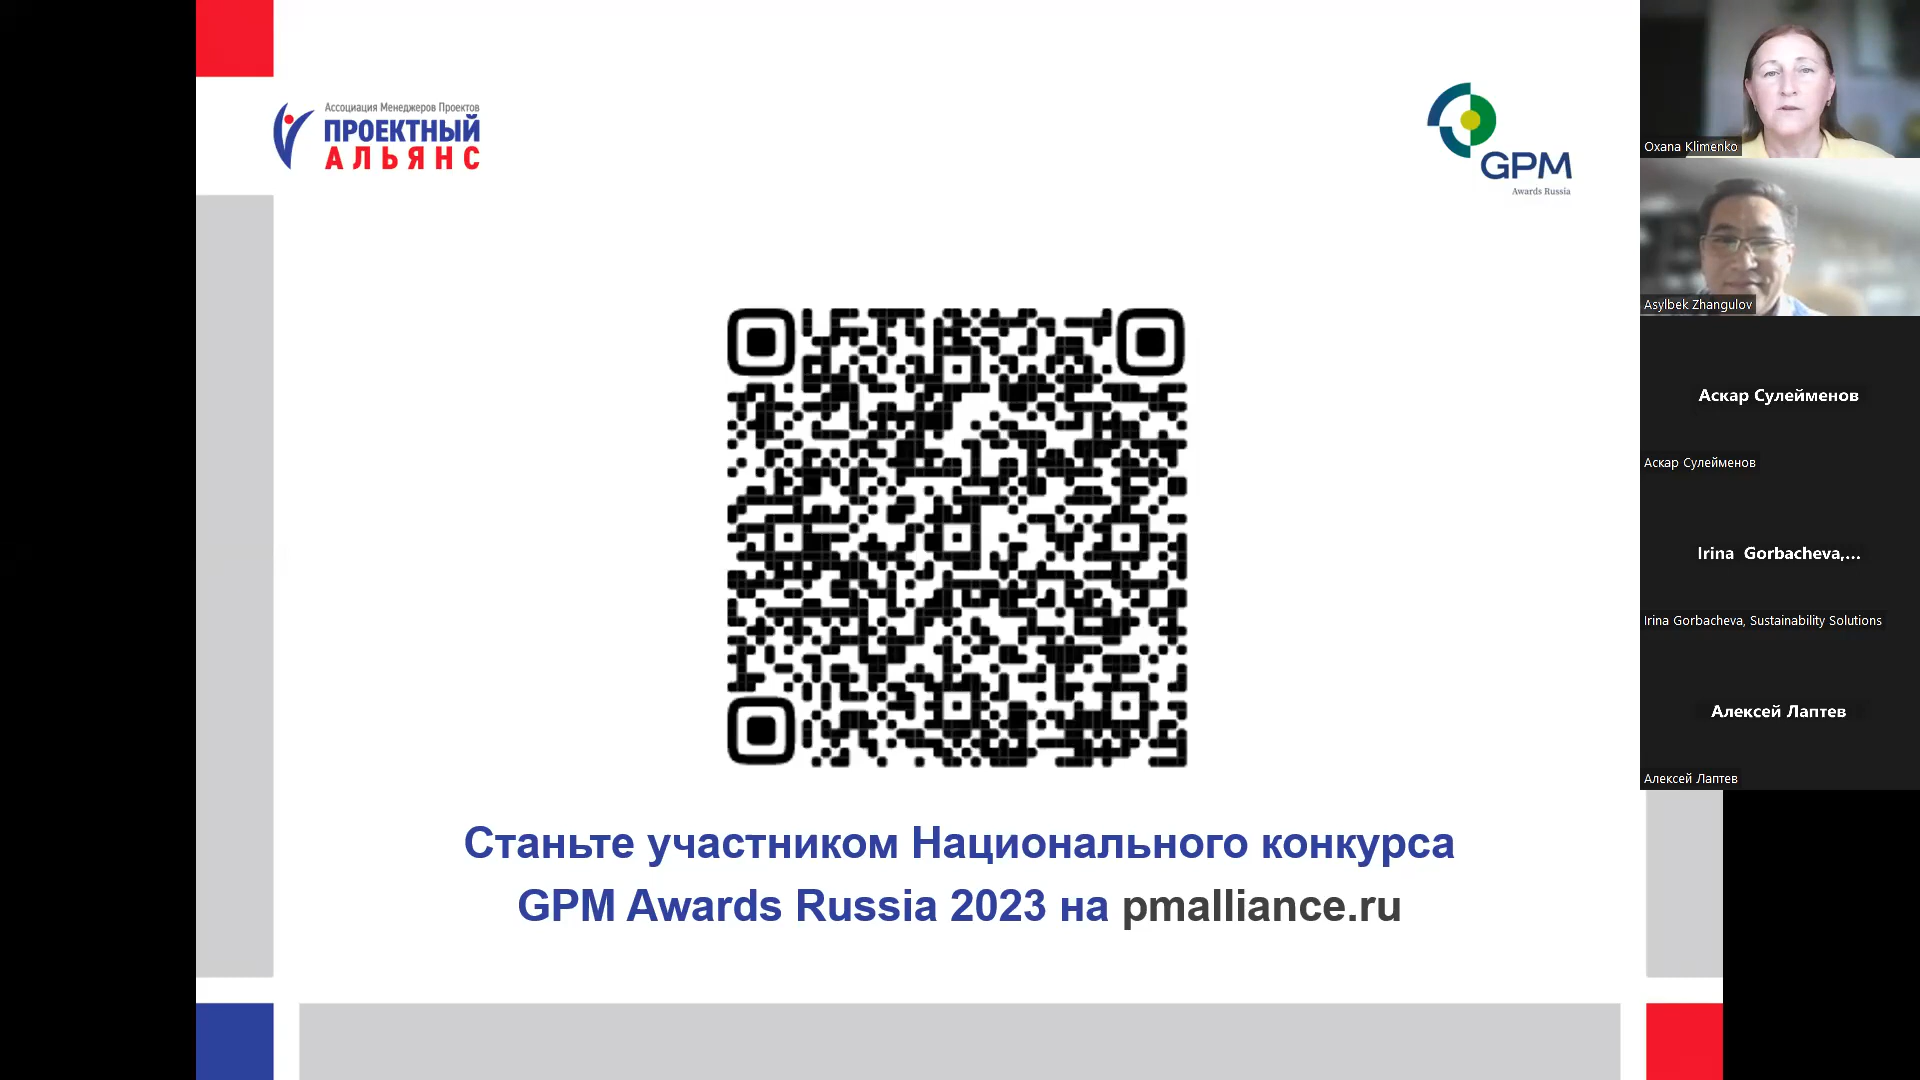 Ассоциация Менеджеров Проектов
ПРОЕКТНЫЙ
АЛЬЯНС
GPM
Awards Russia
Станьте участником Национального конкурса
GPM Awards Russia 2023 на pmalliance.ru
Oxana Klimenko
Asylbek Zhangulov
Аскар Сулейменов
Аскар Сулейменов
Irina Gorbacheva,...
Irina Gorbacheva, Sustainability Solutions
Алексей Лаптев
Алексей Лаптев